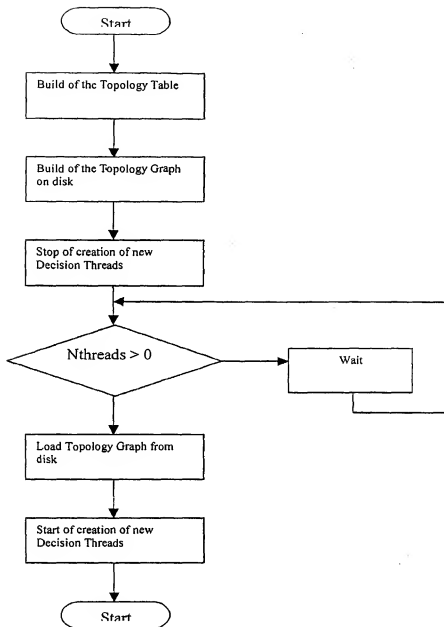 Start
Build of the Topology Table
Build of the Topology Graph
on disk
Stop of creation of new
Decision Threads
Nthreads > 0
Wait
Load Topology Graph from
disk
Start of creation of new
Decision Threads
Start